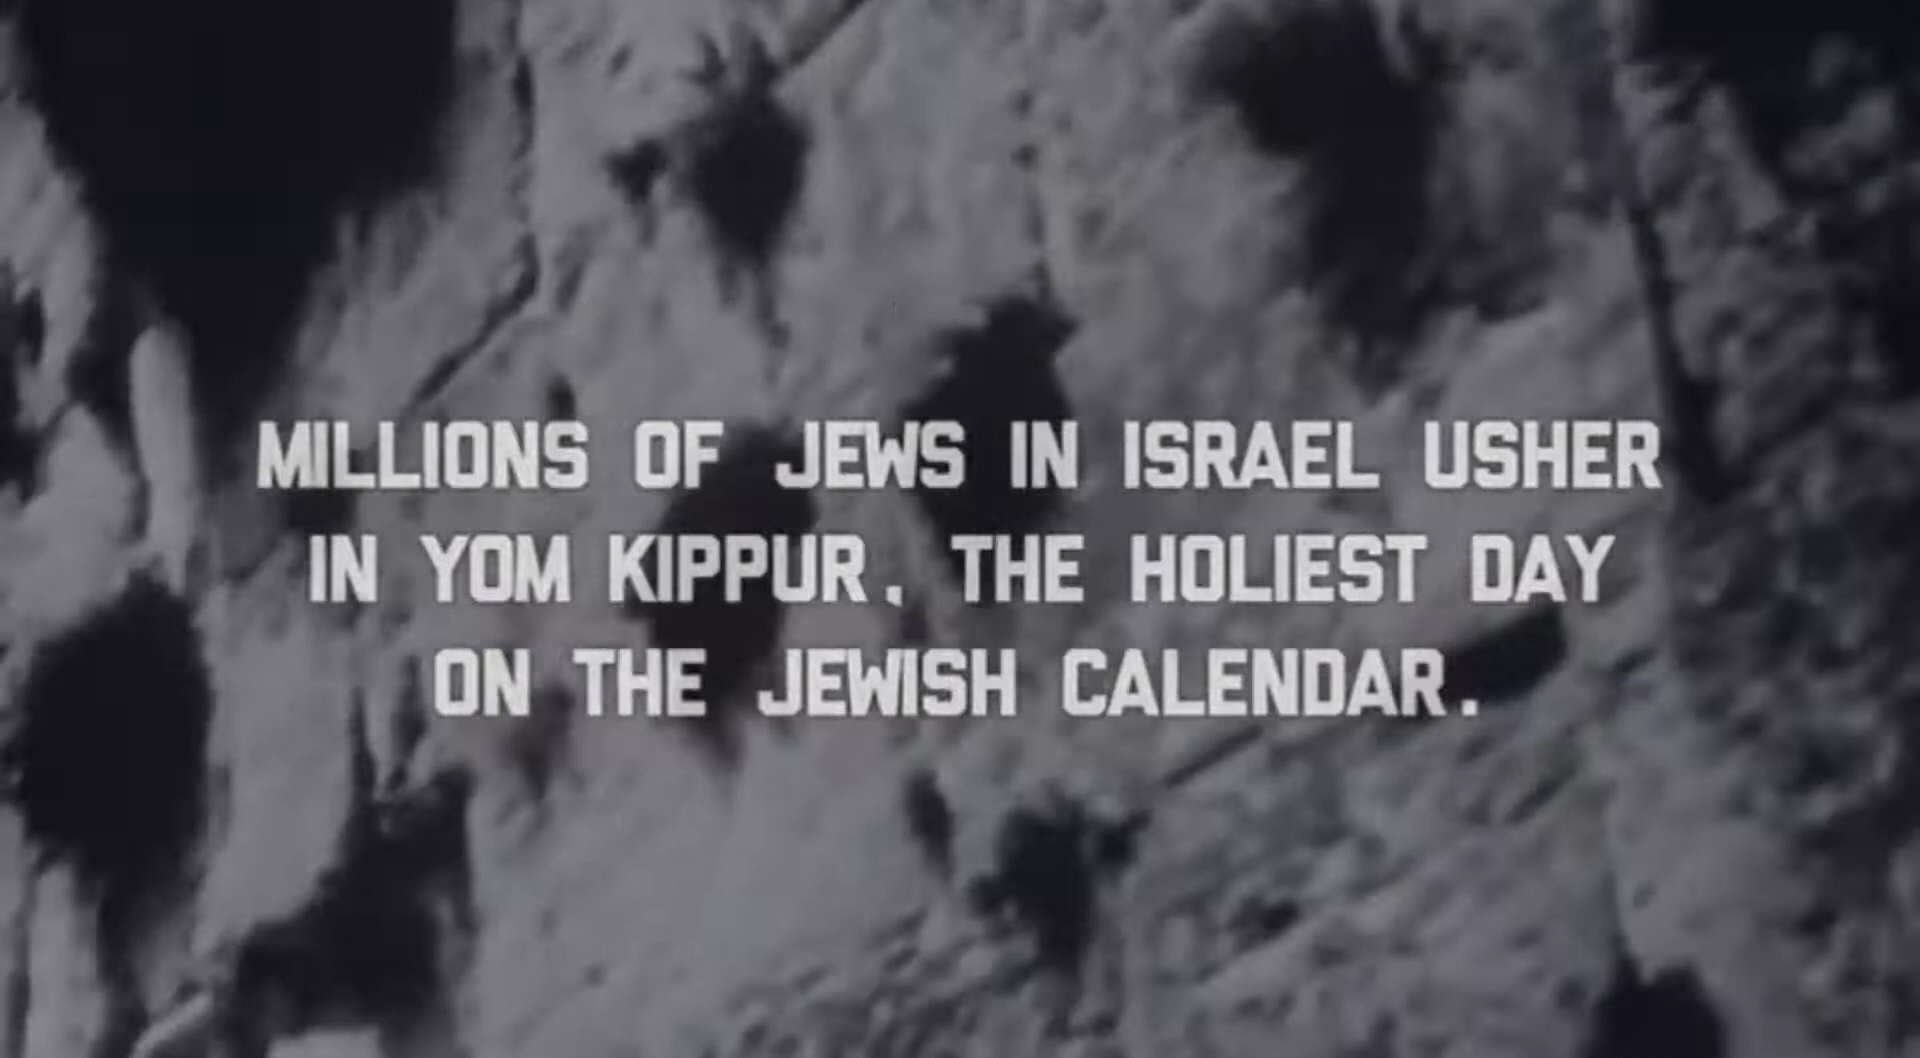 MILLIONS OF JEWS IN ISRAEL USHER
IN YOM KIPPUR, THE HOLIEST DAY
ON THE JEWISH CALENDAR.